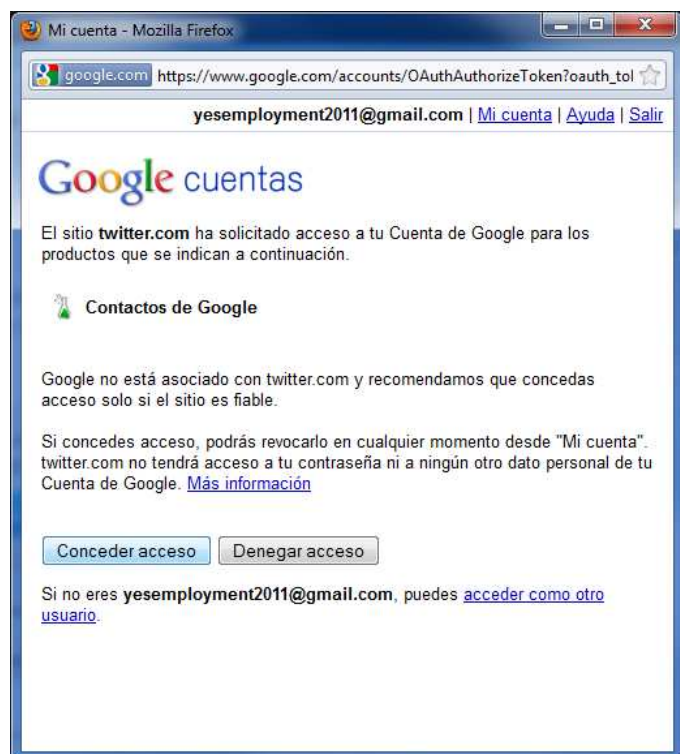 Mi cuenta - Mozilla Firefox
google.com https://www.google.com/accounts/OAuthAuthorizeToken?oauth_tol
yesemployment2011@gmail.com | Mi cuenta | Ayuda | Salir
Google cuentas
El sitio twitter.com ha solicitado acceso a tu Cuenta de Google para los
productos que se indican a continuación.
Contactos de Google
Google no está asociado con twitter.com y recomendamos que concedas
acceso solo si el sitio es fiable.
Si concedes acceso, podrás revocarlo en cualquier momento desde "Mi cuenta".
twitter.com no tendrá acceso a tu contraseña ni a ningún otro dato personal de tu
Cuenta de Google. Más información
Conceder acceso Denegar acceso
Si no eres yesemployment2011@gmail.com, puedes acceder como otro
usuario.